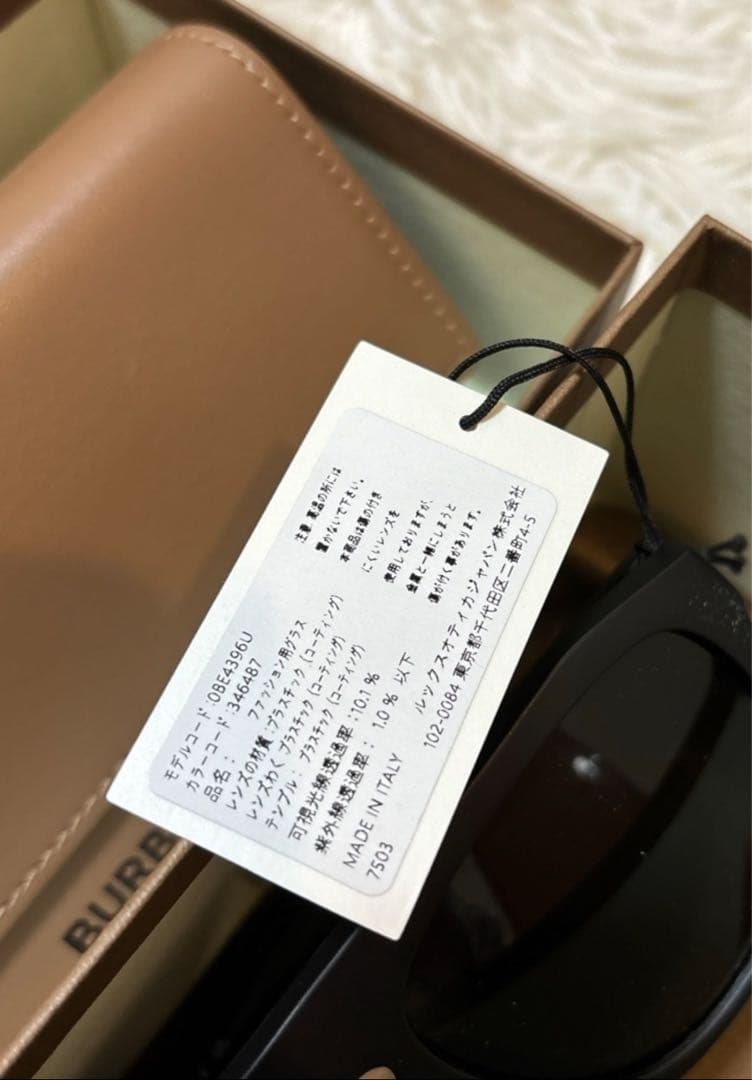 モデルコード:0BE4396U
カラーコード:346487
品名: ファッション用グラス
レンズの材質:プラスチック (コーティング)
レンズわく プラスチック (コーティング)
テンプル: プラスチック (コーティング)
可視光線透過率:10.1 %
紫外線透過率: 1.0 % 以下
MADE IN ITALY
7503
注意 高温の所には
置かないで下さい。
本商品は傷の付き
にくいレンズを
使用しておりますが、
金属と一緒にしまうと
傷が付く事があります。
ルックスオティカジャパン株式会社
102-0084 東京都千代田区二番町4-5
BURB